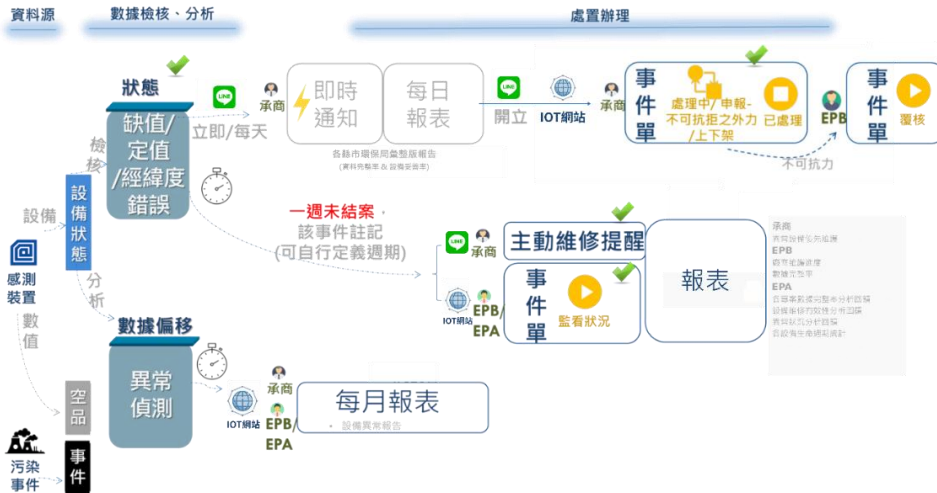 資料源
數據檢核、分析
處置辦理
狀態
缺值/
定值
/經緯度
錯誤
檢核
LINE
立即/每天
承商
即時
通知
每日
報表
各縣市環保局彙整版報告
LINE
開立
IOT網站
承商
事件單
處理中/ 申報-
不可抗拒之外力
/上下架
已處理
不可抗力
EPB
事件單
覆核
設備
設備狀態
感測
裝置
數值
分析
一週未結案，
該事件註記
(可自行定義週期)
LINE
承商
主動維修提醒
IOT網站
EPB/
EPA
事件單
監看狀況
報表
承商
EPB
EPA
數據偏移
異常
偵測
IOT網站
承商
EPB/
EPA
每月報表
• 設備異常報告
空品
污染
事件
事件